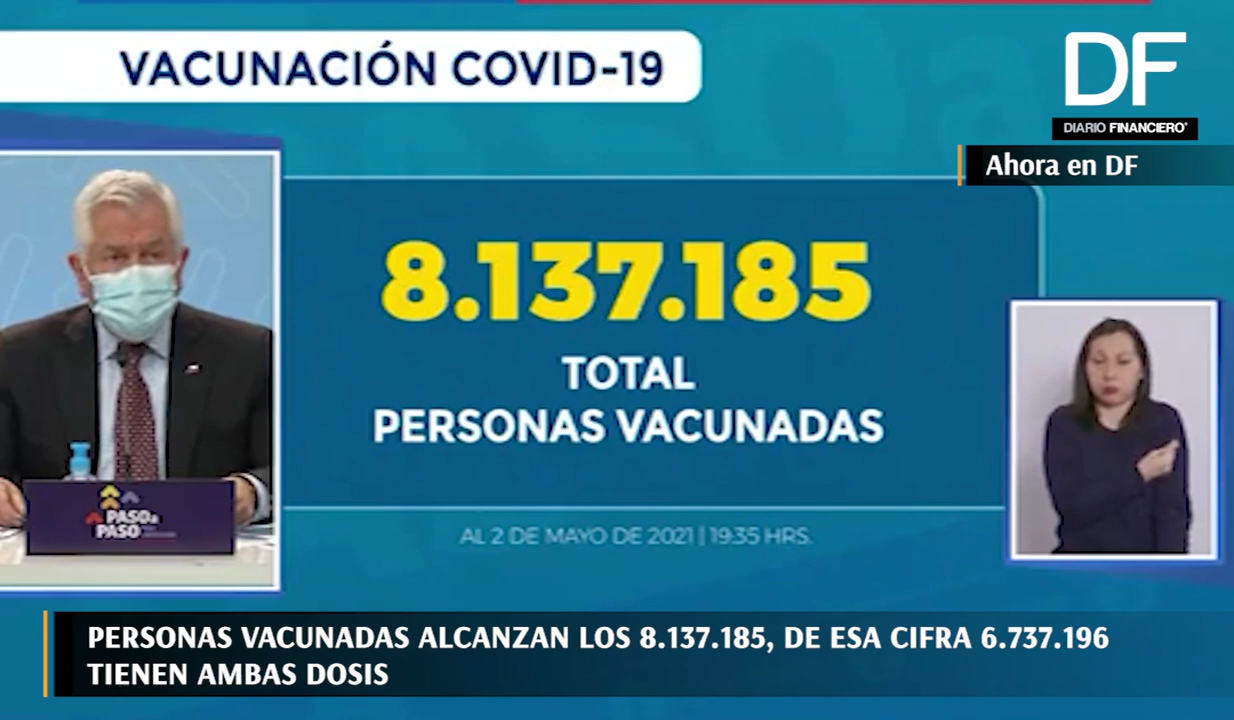 VACUNACIÓN COVID-19
DF
DIARIO FINANCIERO
Ahora en DF
8.137.185
TOTAL
PERSONAS VACUNADAS
PASO a
PASO
AL 2 DE MAYO DE 2021 | 19:35 HRS.
PERSONAS VACUNADAS ALCANZAN LOS 8.137.185, DE ESA CIFRA 6.737.196
TIENEN AMBAS DOSIS